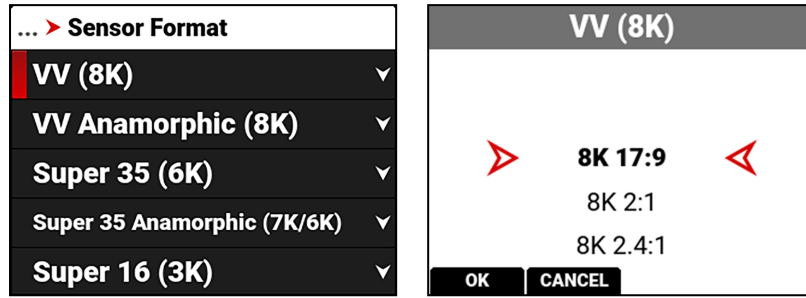 ... Sensor Format
VV (8K)
VV Anamorphic (8K)
Super 35 (6K)
Super 35 Anamorphic (7K/6K)
Super 16 (3K)
VV (8K)
8K 17:9
8K 2:1
8K 2.4:1
OK CANCEL